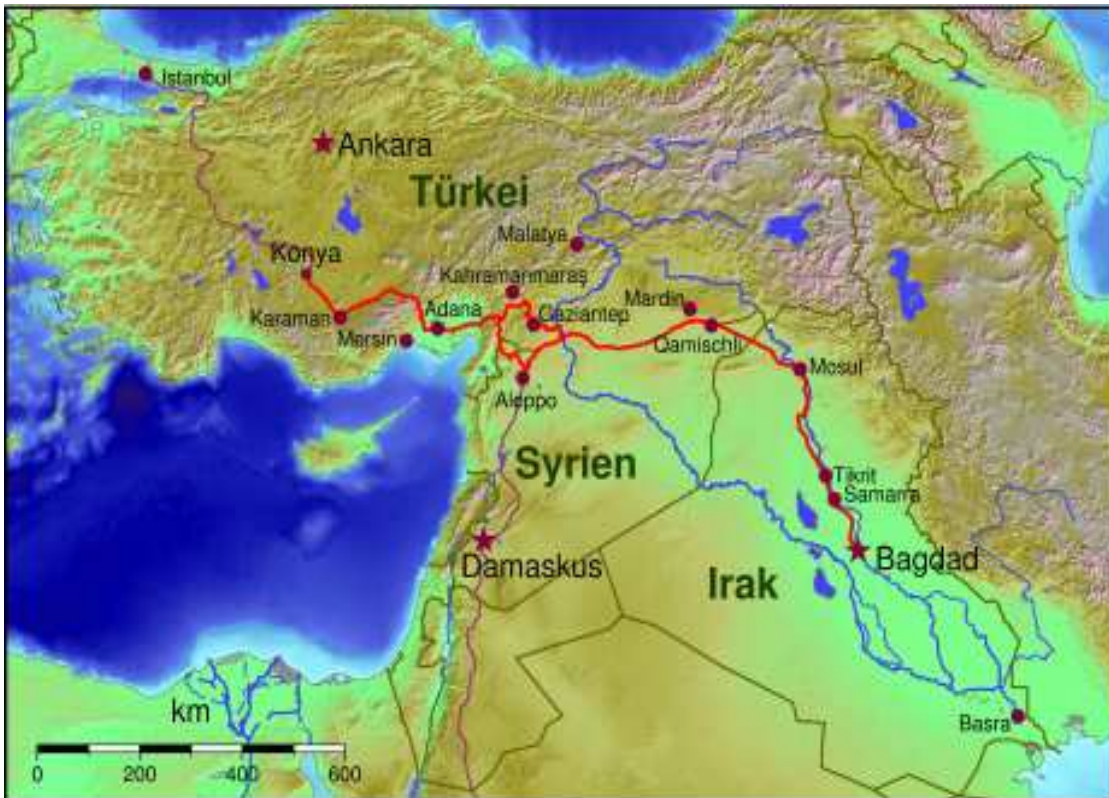 Istanbul
Ankara
Türkei
Malatya
Konya
Kahramanmaraş
Mardin
Adana
Gaziantep
Karaman
Mersin
Qamischli
Mosul
Aleppo
Syrien
Tikrit
Samarra
Damaskus
Bagdad
Irak
km
Basra
0 200 400 600